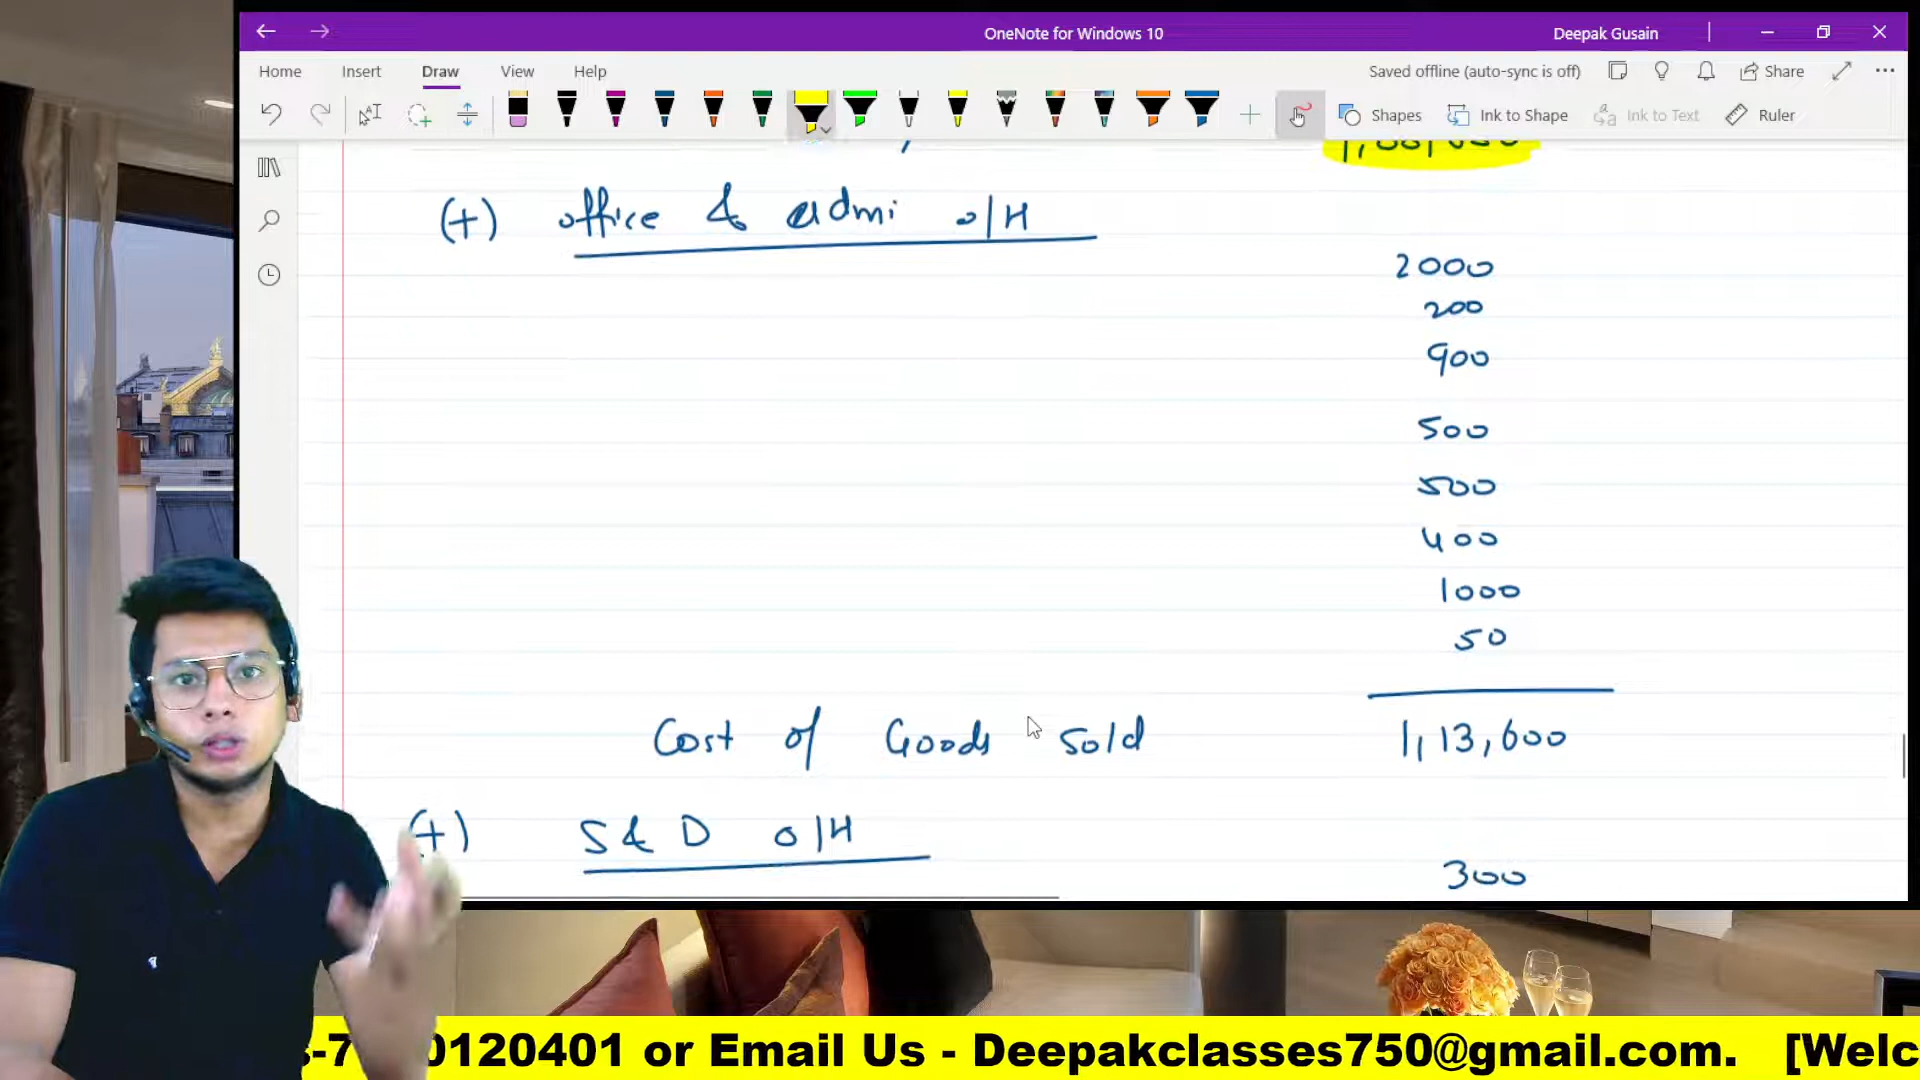 OneNote for Windows 10
Deepak Gusain
Home Insert Draw View Help
Saved offline (auto-sync is off)
Share
Shapes
Ink to Shape
Ink to Text
Ruler
(+) office & admi o/H
2000
200
900
500
500
400
1000
50
Cost of Goods Sold 1,13,600
(+) S & D o/H
300
0120401 or Email Us - Deepakclasses750@gmail.com. [Welc